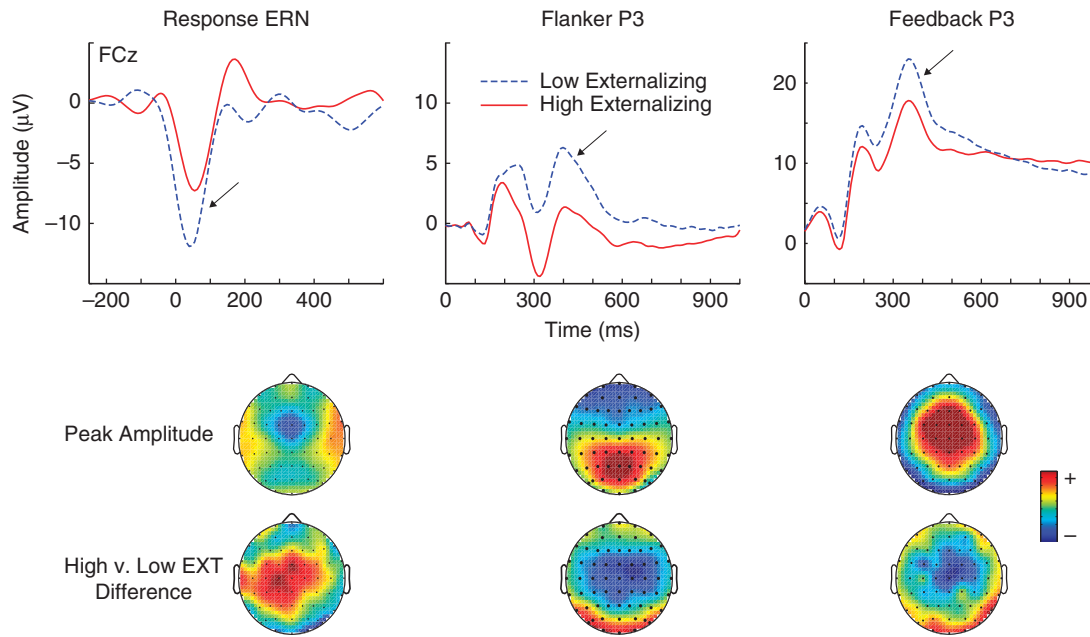 Response ERN
Flanker P3
Feedback P3
FCz
Low Externalizing
High Externalizing
Amplitude (μV)
0
−5
−10
10
5
0
20
10
0
−200 0 200 400
0 300 600 900
0 300 600 900
Time (ms)
Peak Amplitude
+
−
High v. Low EXT
Difference